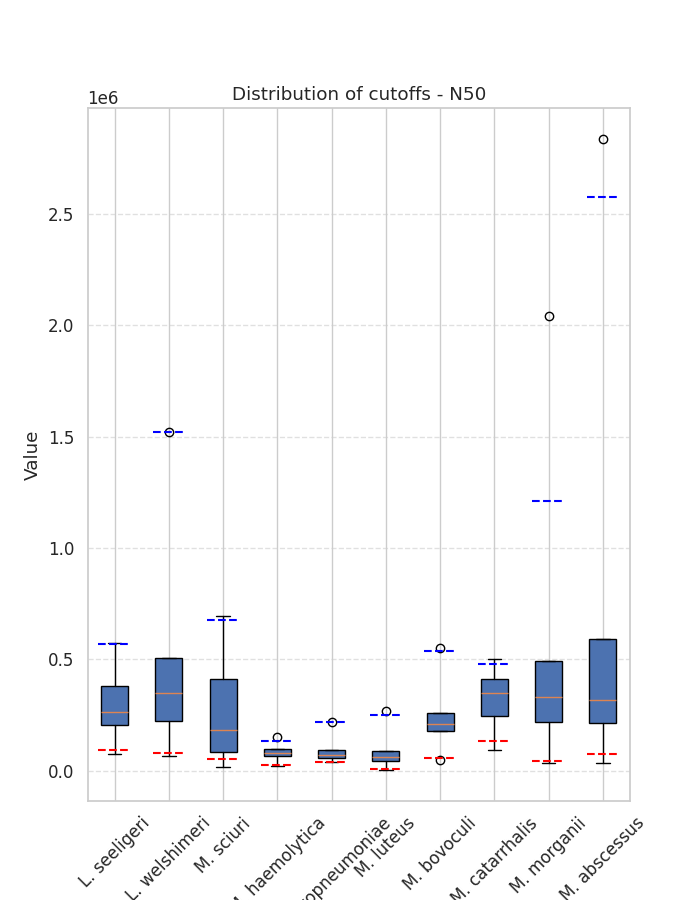 Distribution of cutoffs - N50
1e6
Value
2.5
2.0
1.5
1.0
0.5
0.0
L. seeligeri
L. welshimeri
M. sciuri
haemolytica
M. luteus
M. bovoculi
M. catarrhalis
M. morganii
M. abscessus